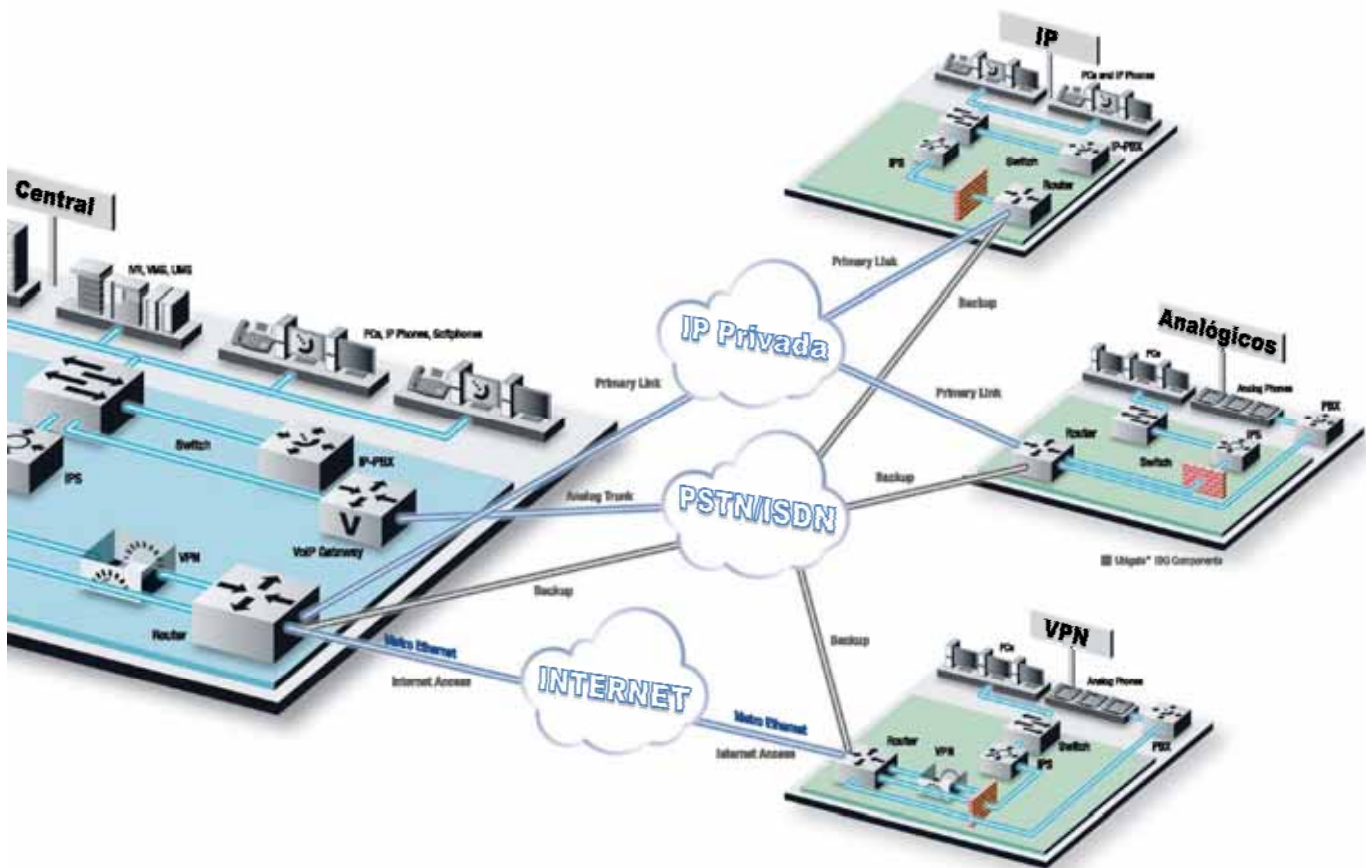 Central
IVR, VMS, UMS
PCs, IP Phones, Softphones
Switch
IPS
IP-PBX
VoIP Gateway
VPN
Router
Primary Link
Analog Trunk
Backup
Metro Ethernet
Internet Access
IP Privada
PSTN/ISDN
INTERNET
Primary Link
Backup
Primary Link
Backup
Backup
Metro Ethernet
Internet Access
IP
PCs and IP Phones
IPS
Switch
IP-PBX
Router
Analógicos
PCs
Analog Phones
PBX
Router
IPS
Switch
Ubigate™ IBG Components
VPN
PCs
Analog Phones
Router
VPN
Switch
IPS
PBX